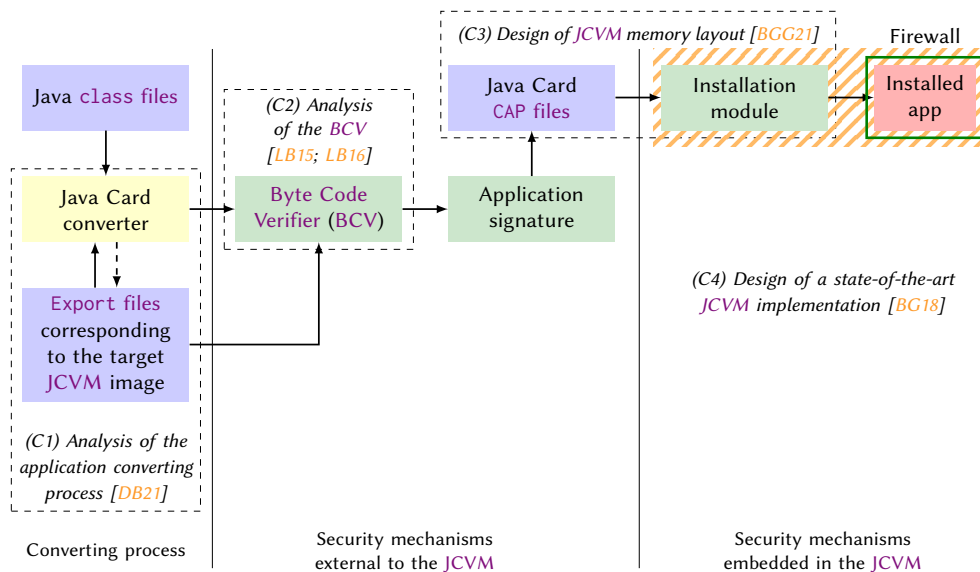 (C3) Design of JCVM memory layout [BGG21]
Firewall
Java class files
(C2) Analysis
of the BCV
[LB15; LB16]
Java Card
CAP files
Installation
module
Installed
app
Java Card
converter
Byte Code
Verifier (BCV)
Application
signature
Export files
corresponding
to the target
JCVM image
(C4) Design of a state-of-the-art
JCVM implementation [BG18]
(C1) Analysis of the
application converting
process [DB21]
Converting process
Security mechanisms
external to the JCVM
Security mechanisms
embedded in the JCVM